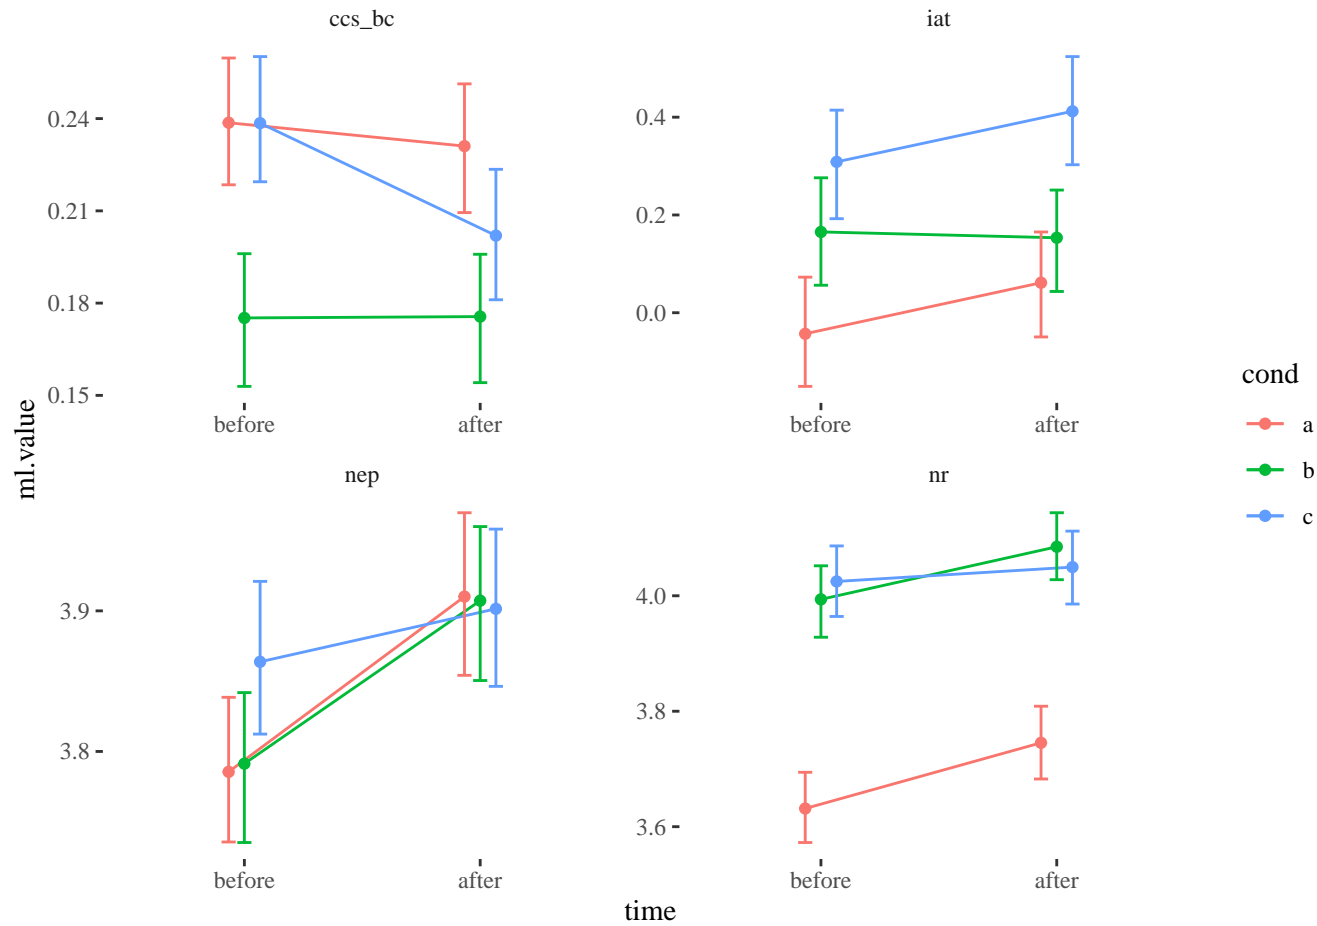 ccs_bc
iat
0.24
0.21
0.18
0.15
0.4
0.2
0.0
before
after
before
after
ml.value
nep
nr
3.9
3.8
4.0
3.8
3.6
before
after
before
after
time
cond
a
b
c